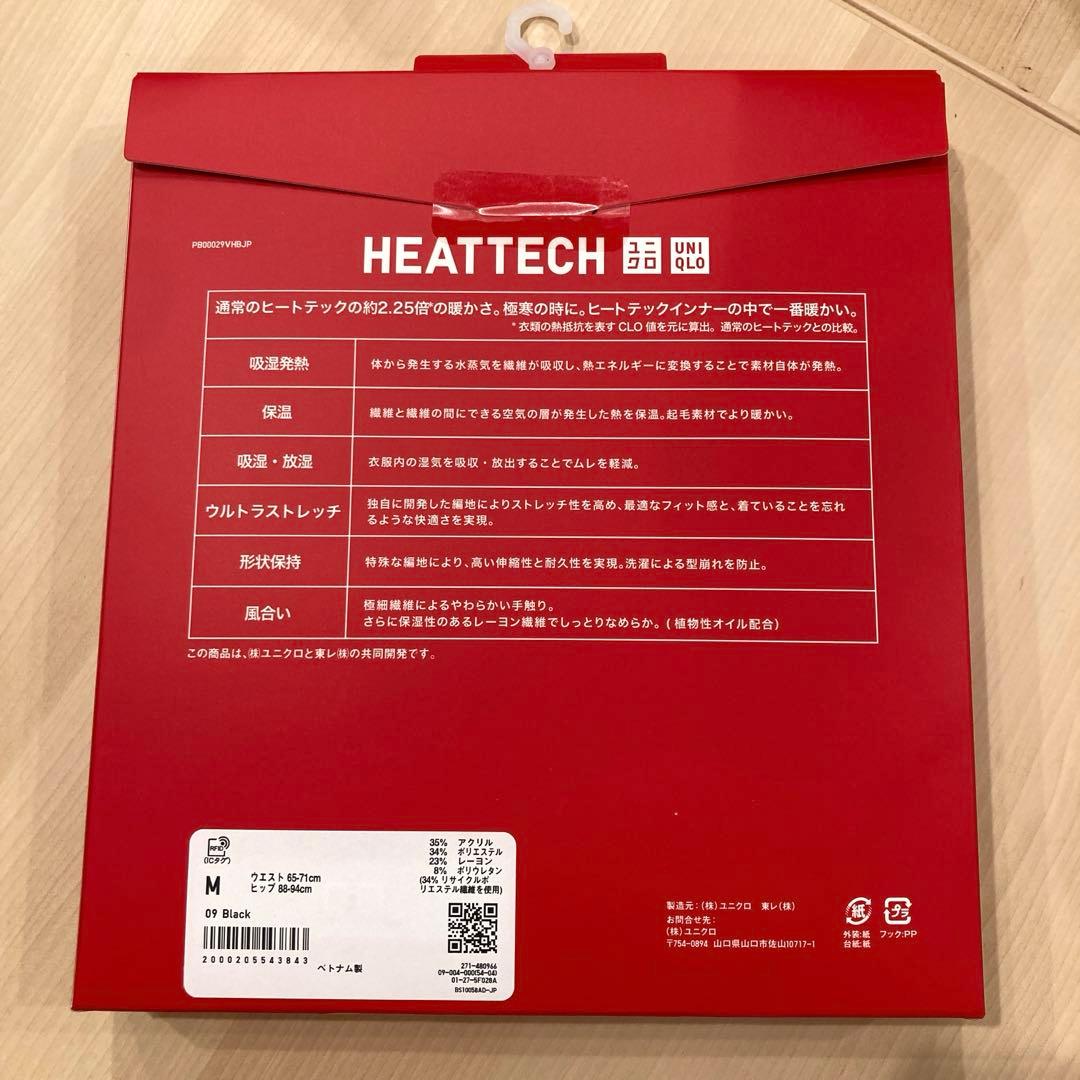 PB00029VHBJP
HEATTECH ユニクロ UNIQLO
通常のヒートテックの約2.25倍*の暖かさ。極寒の時に。ヒートテックインナーの中で一番暖かい。
*衣類の熱抵抗を表す CLO 値を元に算出。通常のヒートテックとの比較。
吸湿発熱 体から発生する水蒸気を繊維が吸収し、熱エネルギーに変換することで素材自体が発熱。
保温 繊維と繊維の間にできる空気の層が発生した熱を保温。起毛素材でより暖かい。
吸湿・放湿 衣服内の湿気を吸収・放出することでムレを軽減。
ウルトラストレッチ 独自に開発した編地によりストレッチ性を高め、最適なフィット感と、着ていることを忘れ
るような快適さを実現。
形状保持 特殊な編地により、高い伸縮性と耐久性を実現。洗濯による型崩れを防止。
風合い 極細繊維によるやわらかい手触り。
さらに保湿性のあるレーヨン繊維でしっとりなめらか。(植物性オイル配合)
この商品は、㈱ユニクロと東レ㈱の共同開発です。
RFID
(ICタグ)
M
ウエスト 65-71cm
ヒップ 88-94cm
35% アクリル
34% ポリエステル
23% レーヨン
8% ポリウレタン
(34% リサイクルポ
リエステル繊維を使用)
09 Black
2000205543843
ベトナム製
271-480966
09-004-000(54-04)
01-27-5F028A
BS10058AD-JP
製造元:(株)ユニクロ 東レ(株)
お問合せ先:
(株)ユニクロ
〒754-0894 山口県山口市佐山10717-1
紙
外装:紙
台紙:紙
プラ
フック:PP